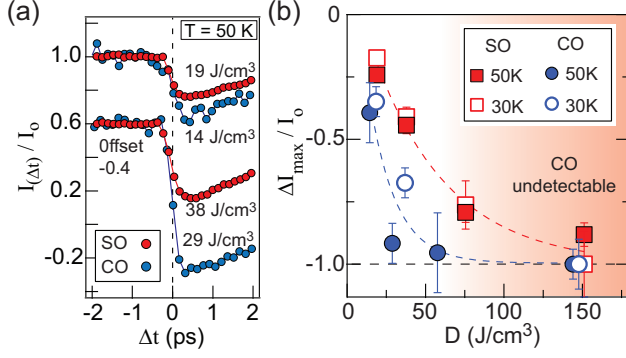 (a)
T = 50 K
1.0
0.6
0.2
-0.2
I(Δt) / Io
19 J/cm³
14 J/cm³
Offset
-0.4
38 J/cm³
29 J/cm³
SO
CO
-2
-1
0
1
2
Δt (ps)
(b)
SO
CO
50K
50K
30K
30K
CO
undetectable
0
-0.5
-1.0
ΔImax / Io
0
50
100
150
D (J/cm³)